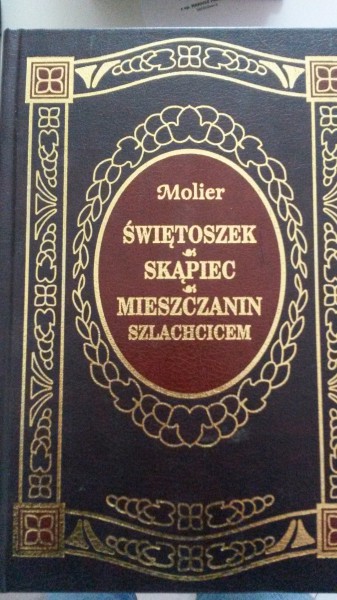 Molier
ŚWIĘTOSZEK
SKĄPIEC
MIESZCZANIN
SZLACHCICEM